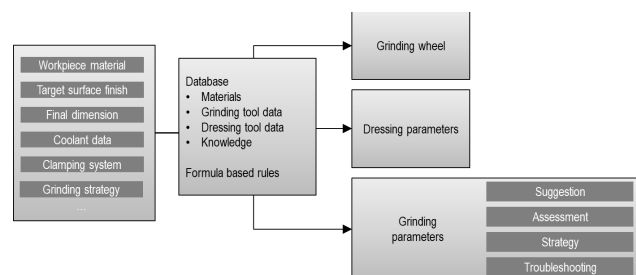 Workpiece material
Target surface finish
Final dimension
Coolant data
Clamping system
Grinding strategy
...
Database
• Materials
• Grinding tool data
• Dressing tool data
• Knowledge
Formula based rules
Grinding wheel
Dressing parameters
Grinding
parameters
Suggestion
Assessment
Strategy
Troubleshooting